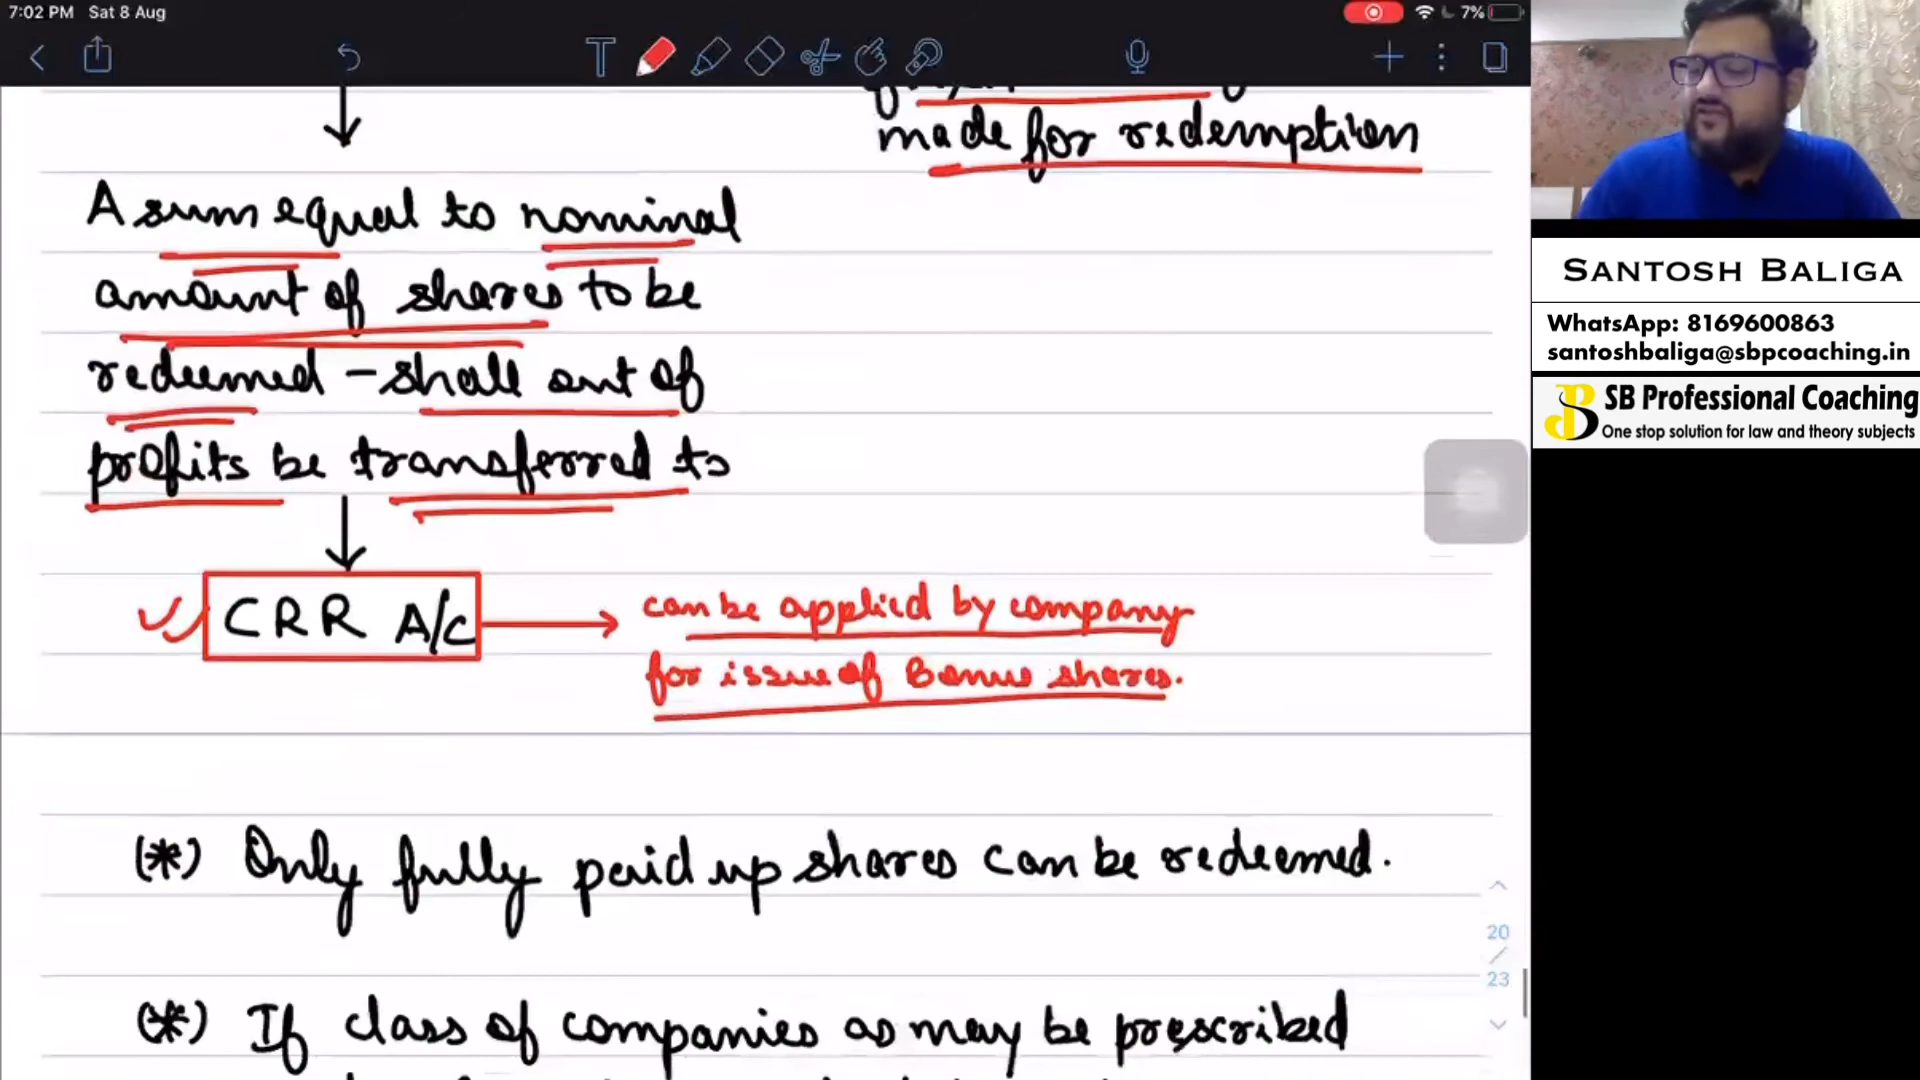 7:02 PM Sat 8 Aug
7%
T
made for redemption
A sum equal to nominal
amount of shares to be
redeemed - shall out of
profits be transferred to
CRR A/C
can be applied by company
for issue of Bonus shares.
(*) Only fully paid up shares can be redeemed.
(*) If class of companies as may be prescribed
20
/
23
SANTOSH BALIGA
WhatsApp: 8169600863
santoshbaliga@sbpcoaching.in
SB Professional Coaching
One stop solution for law and theory subjects